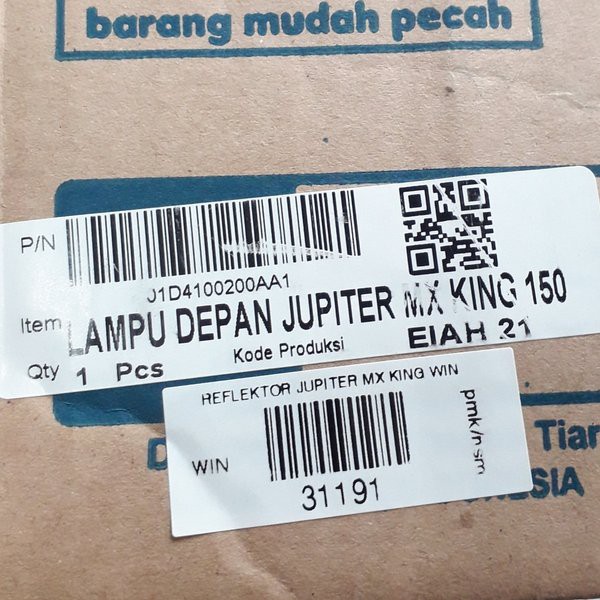 barang mudah pecah
P/N
J1D4100200AA1
Item LAMPU DEPAN JUPITER MX KING 150
Qty 1 Pcs Kode Produksi EIAH 21
REFLEKTOR JUPITER MX KING WIN
WIN
31191
pmk/n.sm
Tian